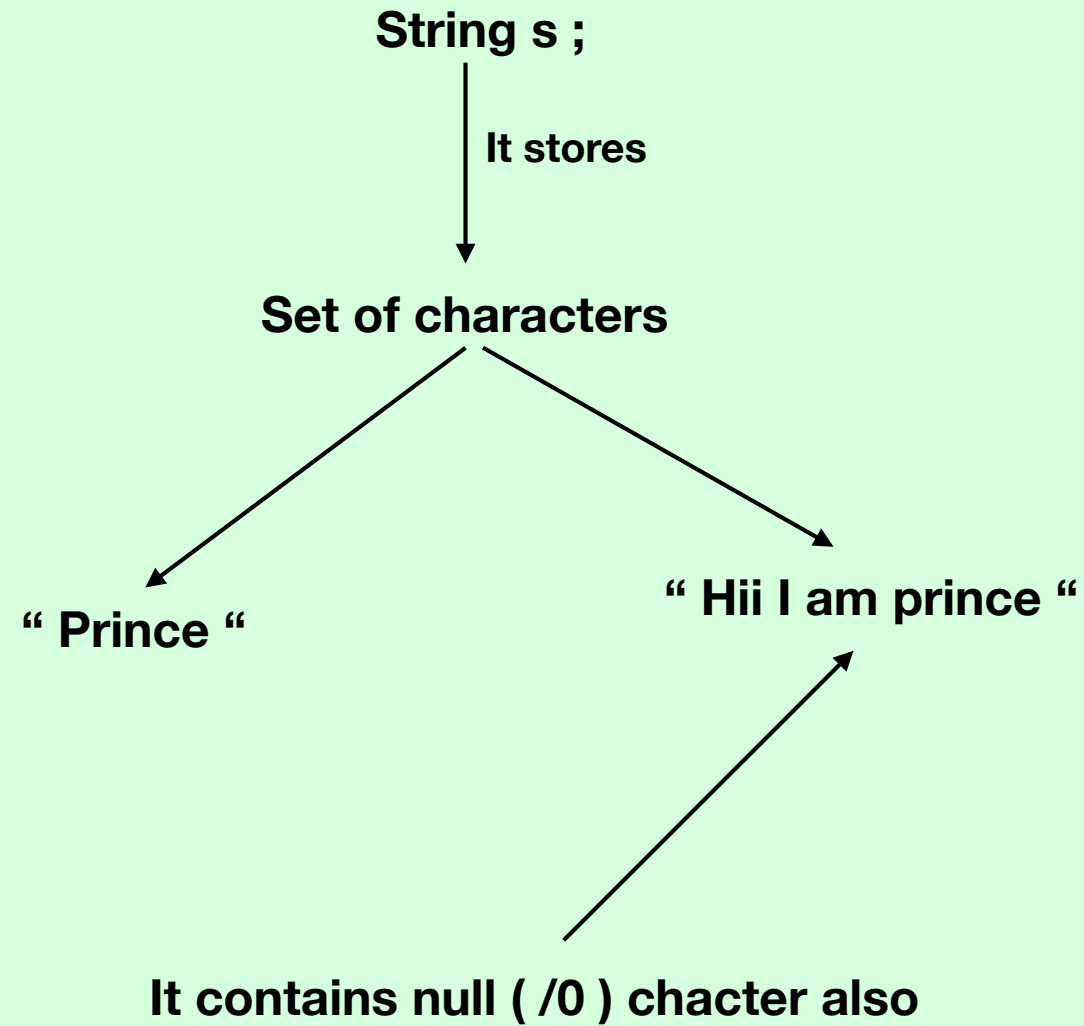 String s ;
It stores
Set of characters
“ Prince “
“ Hii I am prince “
It contains null ( /0 ) chacter also